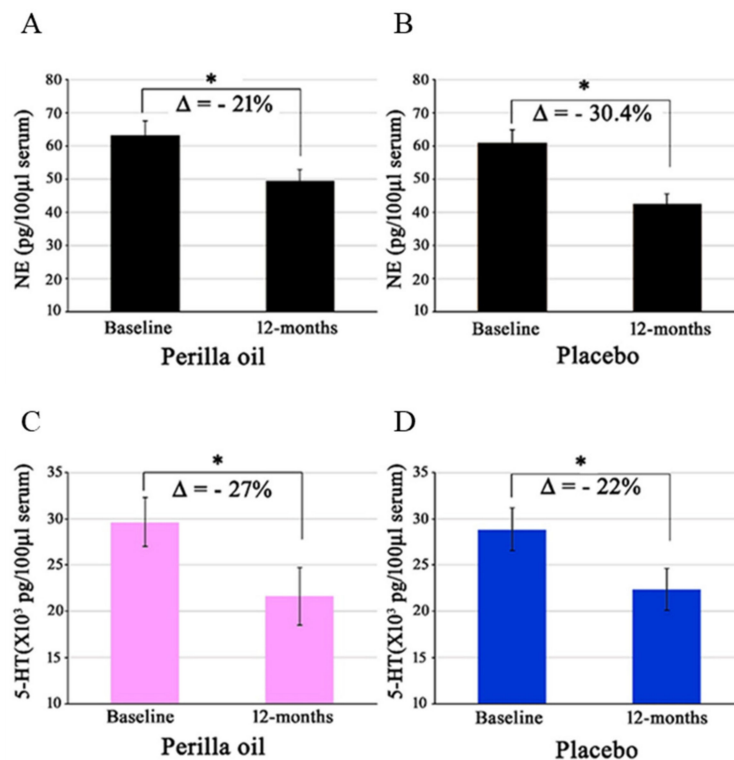 A
*
Δ = - 21%
NE (pg/100µl serum)
80
70
60
50
40
30
20
10
Baseline 12-months
Perilla oil
B
*
Δ = - 30.4%
NE (pg/100µl serum)
80
70
60
50
40
30
20
10
Baseline 12-months
Placebo
C
*
Δ = - 27%
5-HT(X10³ pg/100µl serum)
35
30
25
20
15
10
Baseline 12-months
Perilla oil
D
*
Δ = - 22%
5-HT(X10³ pg/100µl serum)
35
30
25
20
15
10
Baseline 12-months
Placebo